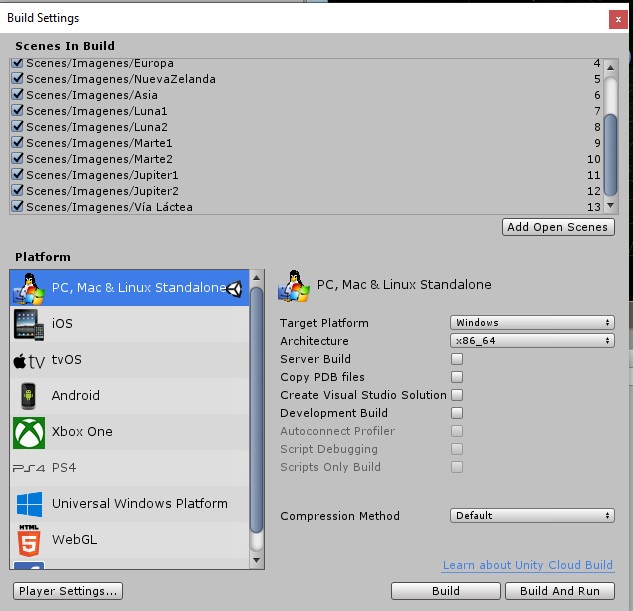 Build Settings
x
Scenes In Build
Scenes/Imagenes/Europa 4
Scenes/Imagenes/NuevaZelanda 5
Scenes/Imagenes/Asia 6
Scenes/Imagenes/Luna1 7
Scenes/Imagenes/Luna2 8
Scenes/Imagenes/Marte1 9
Scenes/Imagenes/Marte2 10
Scenes/Imagenes/Jupiter1 11
Scenes/Imagenes/Jupiter2 12
Scenes/Imagenes/Vía Láctea 13
Add Open Scenes
Platform
PC, Mac & Linux Standalone
iOS
tv tvOS
Android
Xbox One
PS4 PS4
Universal Windows Platform
HTML
5 WebGL
PC, Mac & Linux Standalone
Target Platform Windows
Architecture x86_64
Server Build
Copy PDB files
Create Visual Studio Solution
Development Build
Autoconnect Profiler
Script Debugging
Scripts Only Build
Compression Method Default
Learn about Unity Cloud Build
Player Settings... Build Build And Run